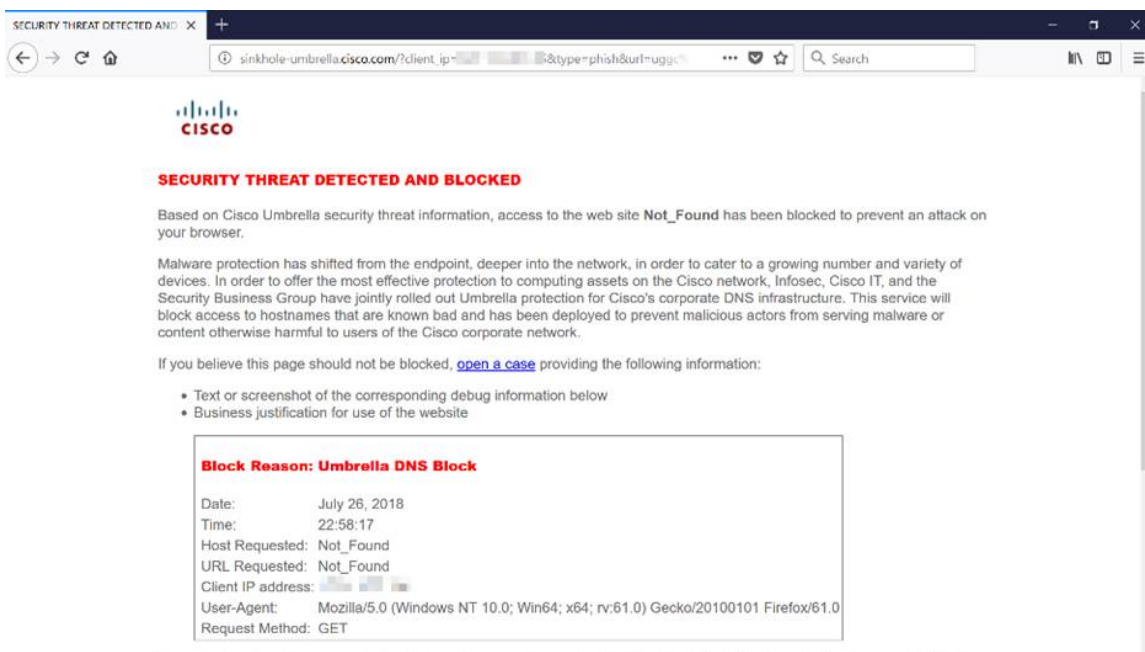 SECURITY THREAT DETECTED AND
sinkhole-umbrella.cisco.com/?client_ip= &type=phish&url=uggc%
Search
CISCO
SECURITY THREAT DETECTED AND BLOCKED
Based on Cisco Umbrella security threat information, access to the web site Not_Found has been blocked to prevent an attack on
your browser.
Malware protection has shifted from the endpoint, deeper into the network, in order to cater to a growing number and variety of
devices. In order to offer the most effective protection to computing assets on the Cisco network, Infosec, Cisco IT, and the
Security Business Group have jointly rolled out Umbrella protection for Cisco's corporate DNS infrastructure. This service will
block access to hostnames that are known bad and has been deployed to prevent malicious actors from serving malware or
content otherwise harmful to users of the Cisco corporate network.
If you believe this page should not be blocked, open a case providing the following information:
• Text or screenshot of the corresponding debug information below
• Business justification for use of the website
Block Reason: Umbrella DNS Block
Date: July 26, 2018
Time: 22:58:17
Host Requested: Not_Found
URL Requested: Not_Found
Client IP address:
User-Agent: Mozilla/5.0 (Windows NT 10.0; Win64; x64; rv:61.0) Gecko/20100101 Firefox/61.0
Request Method: GET